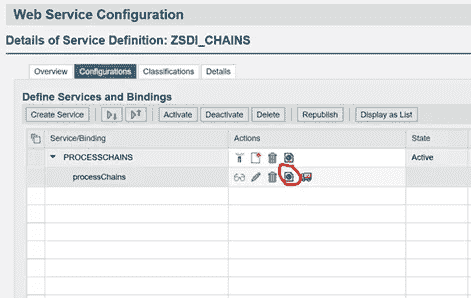 Web Service Configuration
Details of Service Definition: ZSDI_CHAINS
Overview Configurations Classifications Details
Define Services and Bindings
Create Service Activate Deactivate Delete Republish Display as List
Service/Binding Actions State
PROCESSCHAINS Active
processChains